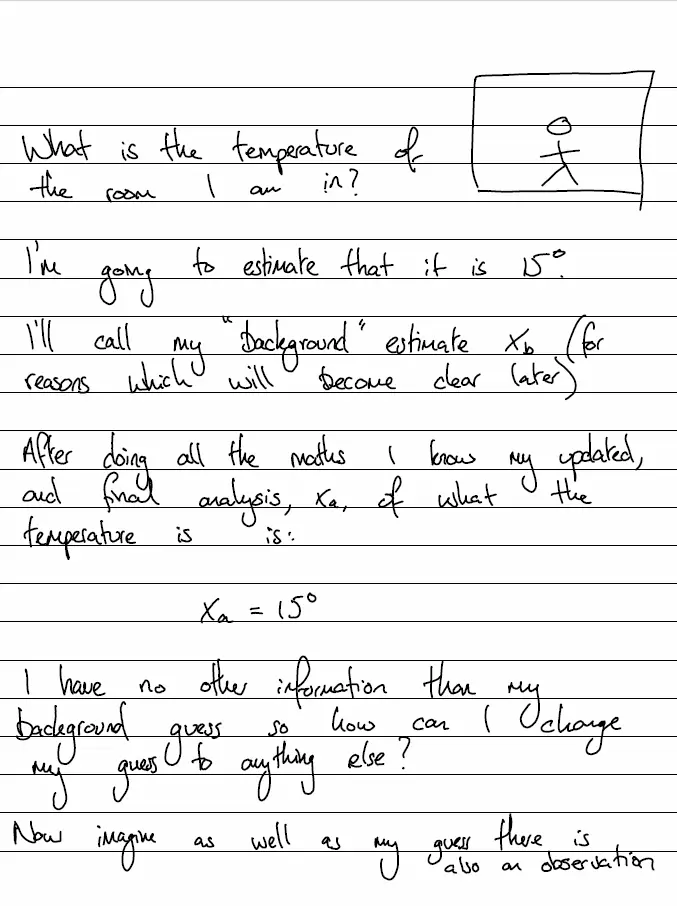 What is the temperature of
the room I am in?
I'm going to estimate that it is 15°.
I'll call my "background" estimate x_b (for
reasons which will become clear later)
After doing all the maths I know my updated,
and final analysis, x_a, of what the
temperature is is:
x_a = 15°
I have no other information than my
background guess so how can I change
my guess to anything else?
Now imagine as well as my guess there is
also an observation